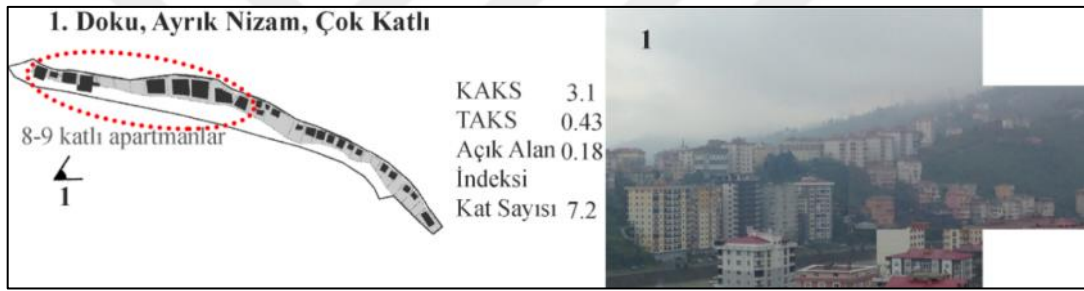 1. Doku, Ayrık Nizam, Çok Katlı
8-9 katlı apartmanlar
1
KAKS 3.1
TAKS 0.43
Açık Alan 0.18
İndeksi
Kat Sayısı 7.2
1